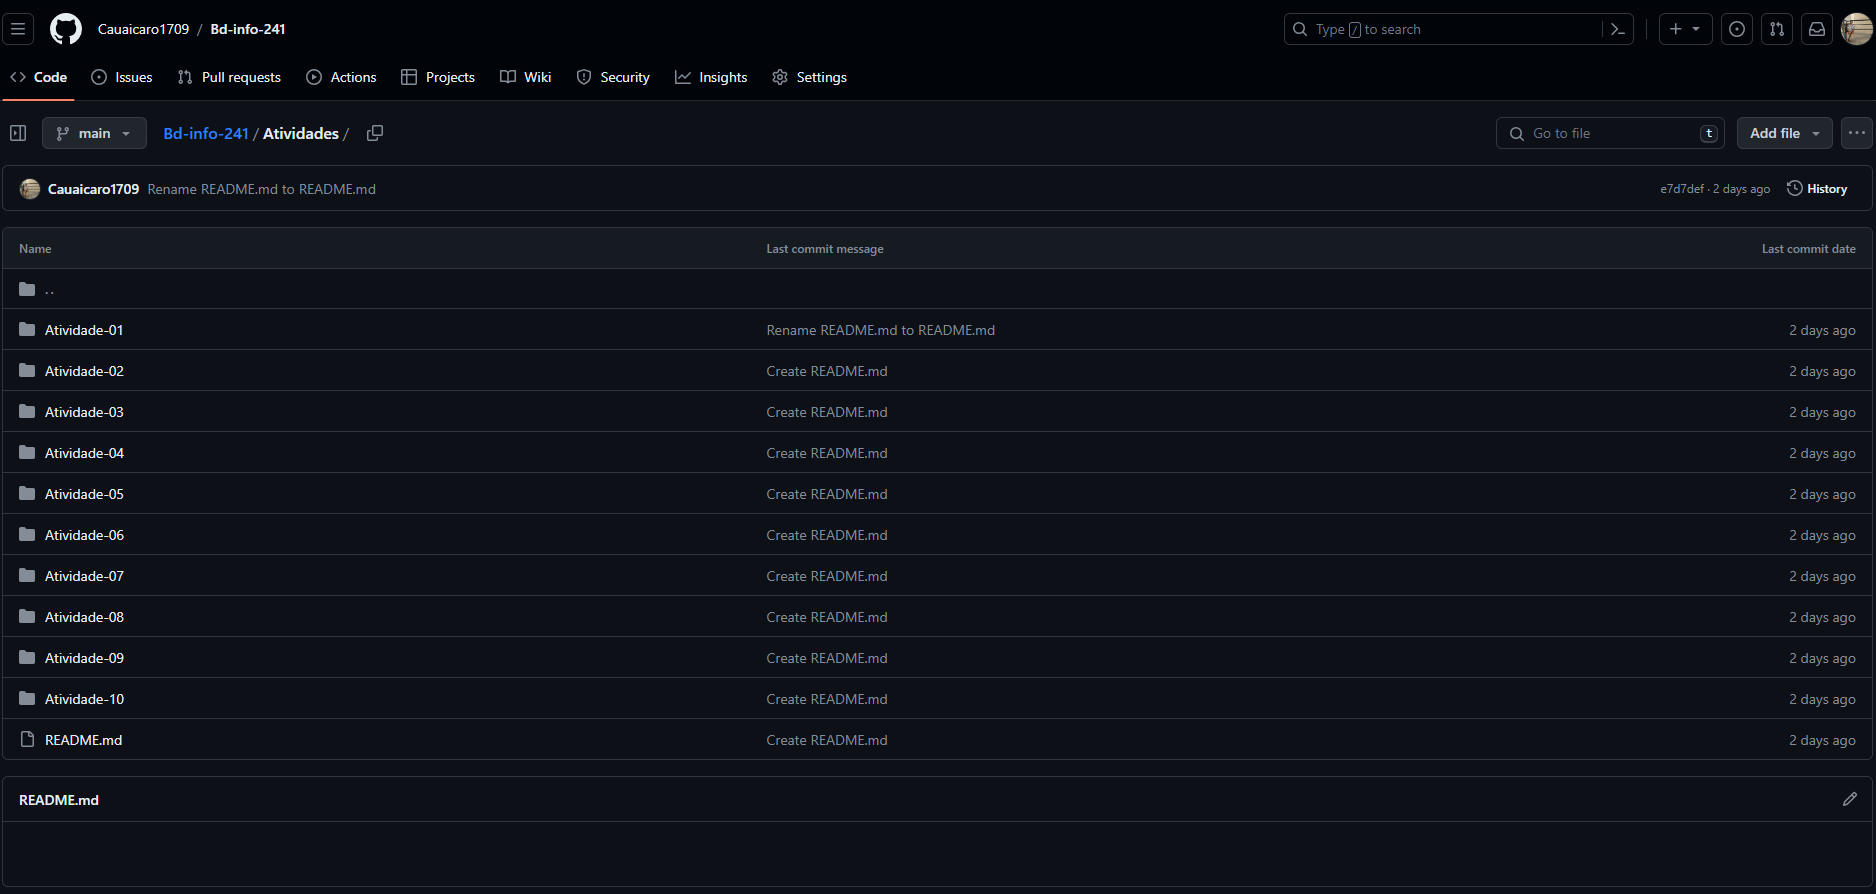 Cauaicaro1709 / Bd-info-241 Type / to search
Code Issues Pull requests Actions Projects Wiki Security Insights Settings
main Bd-info-241 / Atividades / Go to file t Add file
Cauaicaro1709 Rename README.md to README.md e7d7def · 2 days ago History
Name Last commit message Last commit date
..
Atividade-01 Rename README.md to README.md 2 days ago
Atividade-02 Create README.md 2 days ago
Atividade-03 Create README.md 2 days ago
Atividade-04 Create README.md 2 days ago
Atividade-05 Create README.md 2 days ago
Atividade-06 Create README.md 2 days ago
Atividade-07 Create README.md 2 days ago
Atividade-08 Create README.md 2 days ago
Atividade-09 Create README.md 2 days ago
Atividade-10 Create README.md 2 days ago
README.md Create README.md 2 days ago
README.md